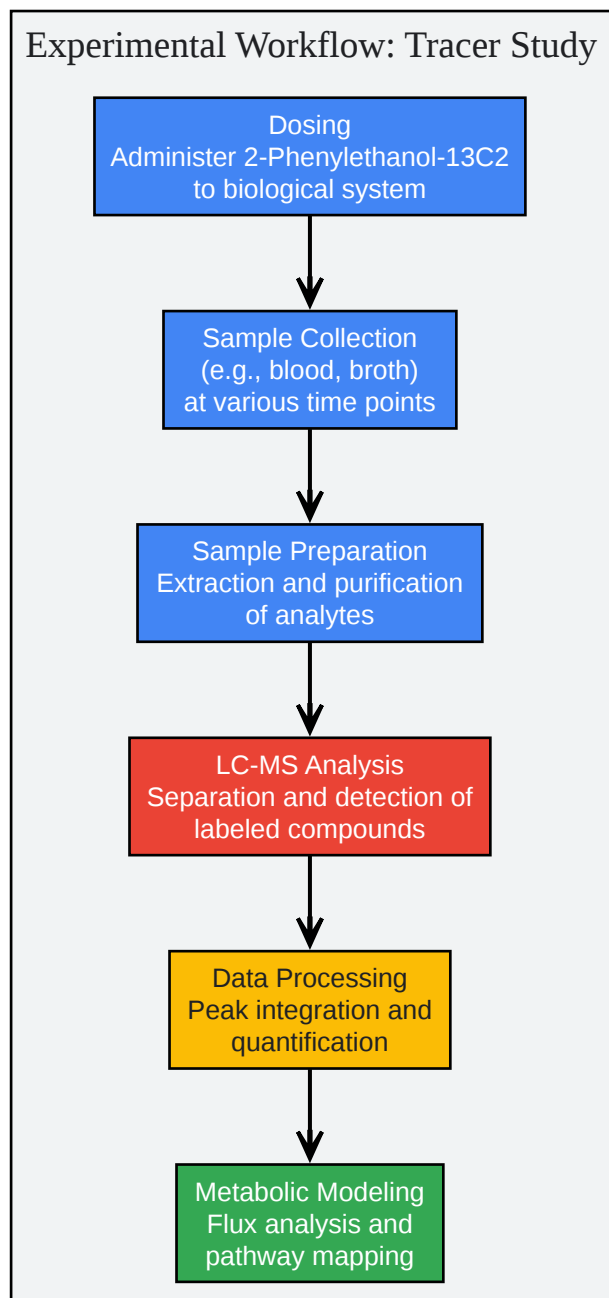 Experimental Workflow: Tracer Study
Dosing
Administer 2-Phenylethanol-13C2
to biological system
Sample Collection
(e.g., blood, broth)
at various time points
Sample Preparation
Extraction and purification
of analytes
LC-MS Analysis
Separation and detection of
labeled compounds
Data Processing
Peak integration and
quantification
Metabolic Modeling
Flux analysis and
pathway mapping